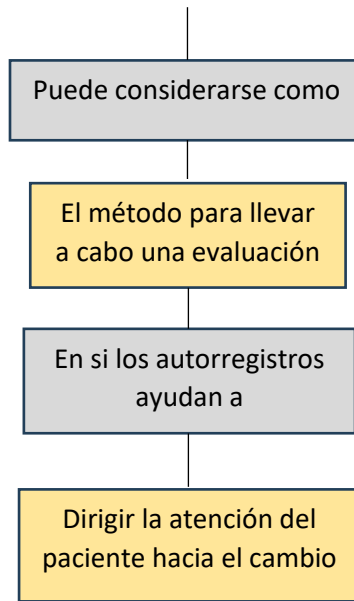 Puede considerarse como
El método para llevar
a cabo una evaluación
En si los autorregistros
ayudan a
Dirigir la atención del
paciente hacia el cambio